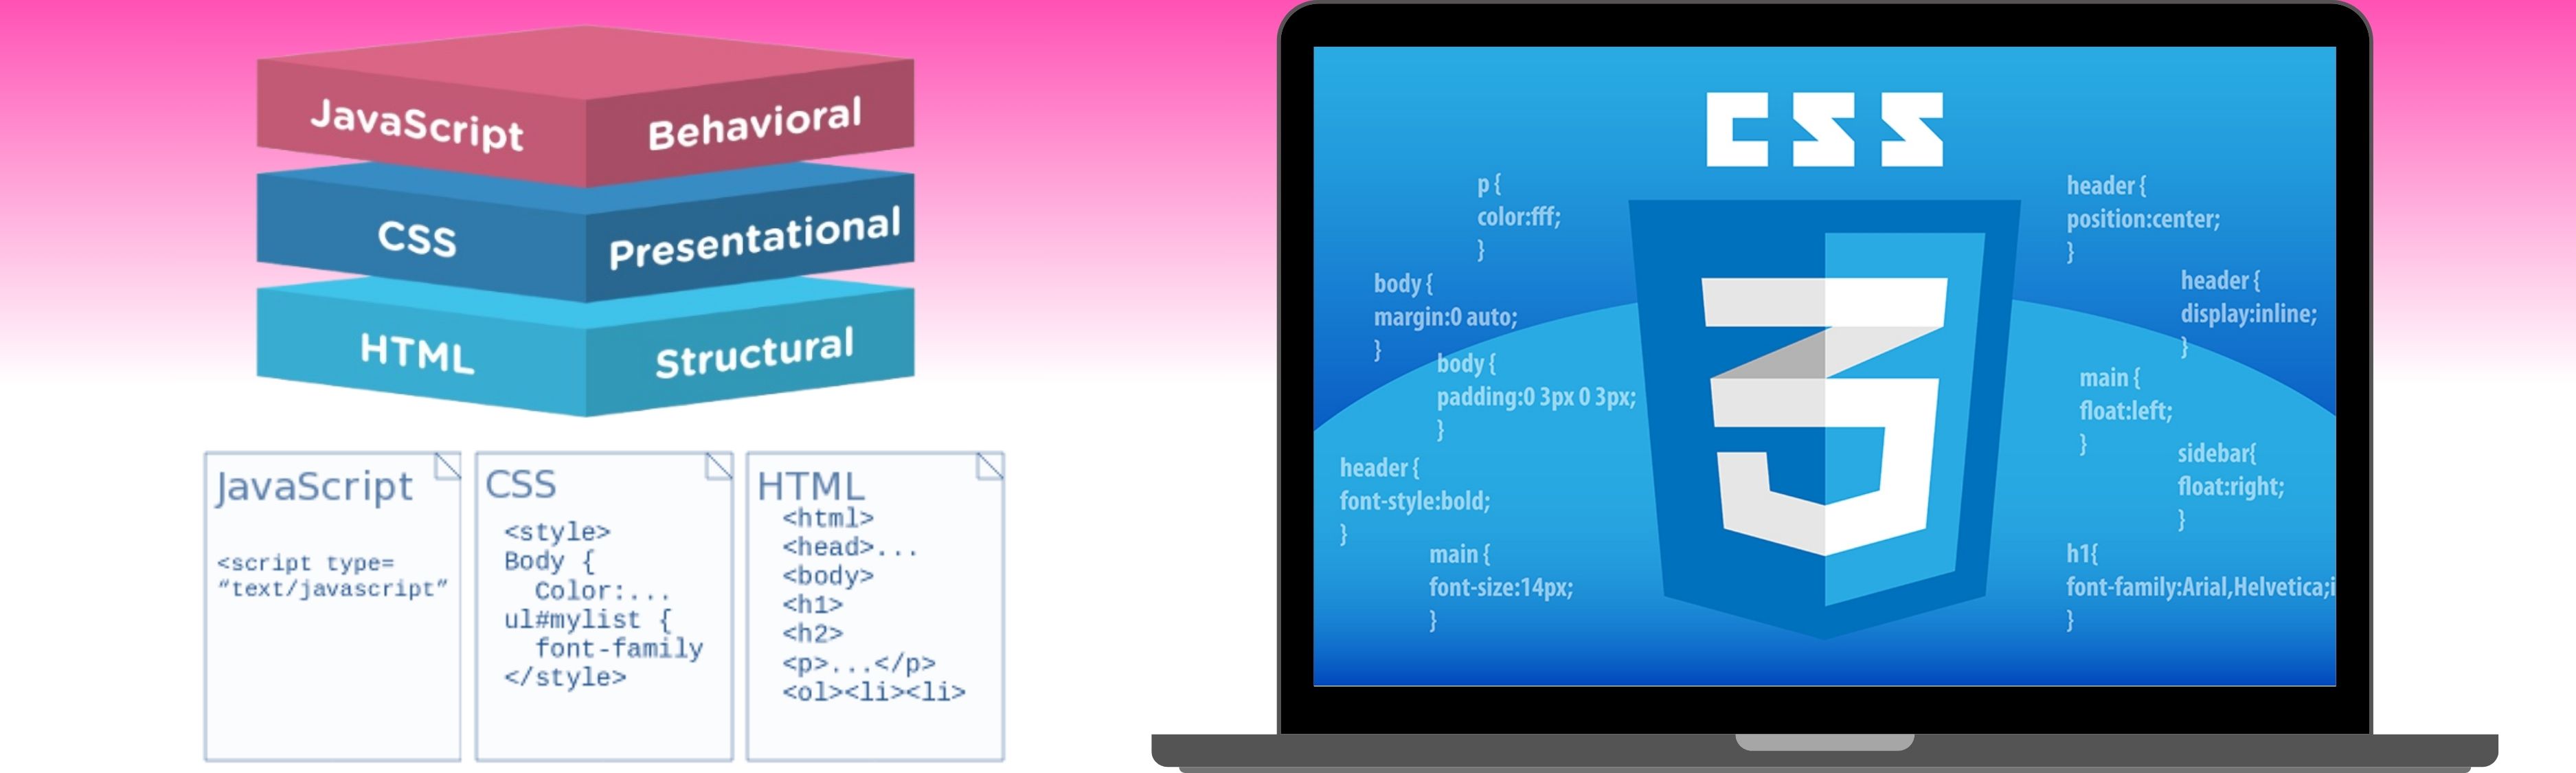 JavaScript Behavioral
CSS Presentational
HTML Structural
JavaScript
<script type=
“text/javascript”
CSS
<style>
Body {
Color:...
ul#mylist {
font-family
</style>
HTML
<html>
<head>...
<body>
<h1>
<h2>
<p>...</p>
<ol><li><li>
CSS
3
p {
color:fff;
}
body {
margin:0 auto;
}
body {
padding:0 3px 0 3px;
}
header {
font-style:bold;
}
main {
font-size:14px;
}
header {
position:center;
}
header {
display:inline;
}
main {
float:left;
}
sidebar{
float:right;
}
h1{
font-family:Arial,Helvetica;i
}